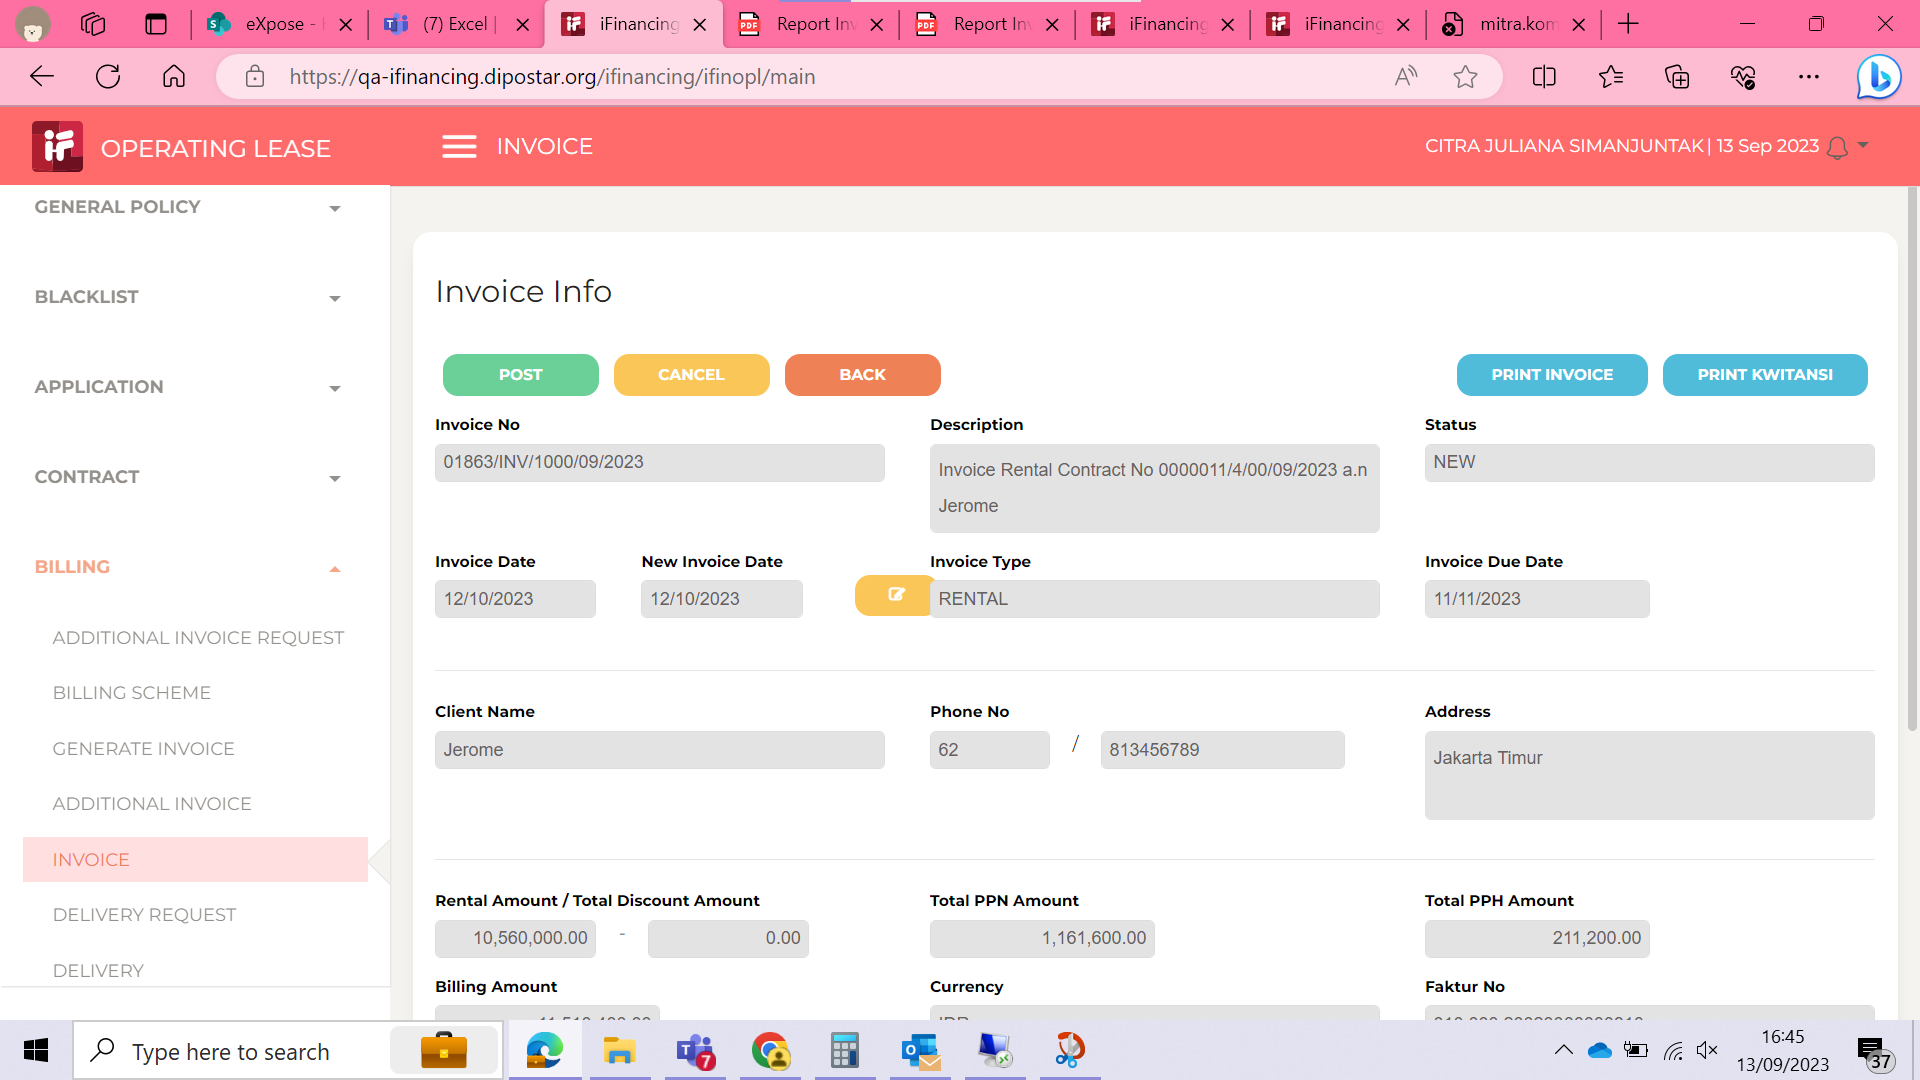 eXpose -
(7) Excel |
iFinancing
Report Inv
Report Inv
iFinancing
iFinancing
mitra.kom
https://qa-ifinancing.dipostar.org/ifinancing/ifinopl/main
OPERATING LEASE
INVOICE
CITRA JULIANA SIMANJUNTAK | 13 Sep 2023
GENERAL POLICY
BLACKLIST
APPLICATION
CONTRACT
BILLING
ADDITIONAL INVOICE REQUEST
BILLING SCHEME
GENERATE INVOICE
ADDITIONAL INVOICE
INVOICE
DELIVERY REQUEST
DELIVERY
Invoice Info
POST CANCEL BACK PRINT INVOICE PRINT KWITANSI
Invoice No Description Status
01863/INV/1000/09/2023 Invoice Rental Contract No 0000011/4/00/09/2023 a.n NEW
Jerome
Invoice Date New Invoice Date Invoice Type Invoice Due Date
12/10/2023 12/10/2023 RENTAL 11/11/2023
Client Name Phone No Address
Jerome 62 / 813456789 Jakarta Timur
Rental Amount / Total Discount Amount Total PPN Amount Total PPH Amount
10,560,000.00 - 0.00 1,161,600.00 211,200.00
Billing Amount Currency Faktur No
IDR
Type here to search
7
16:45
13/09/2023
37